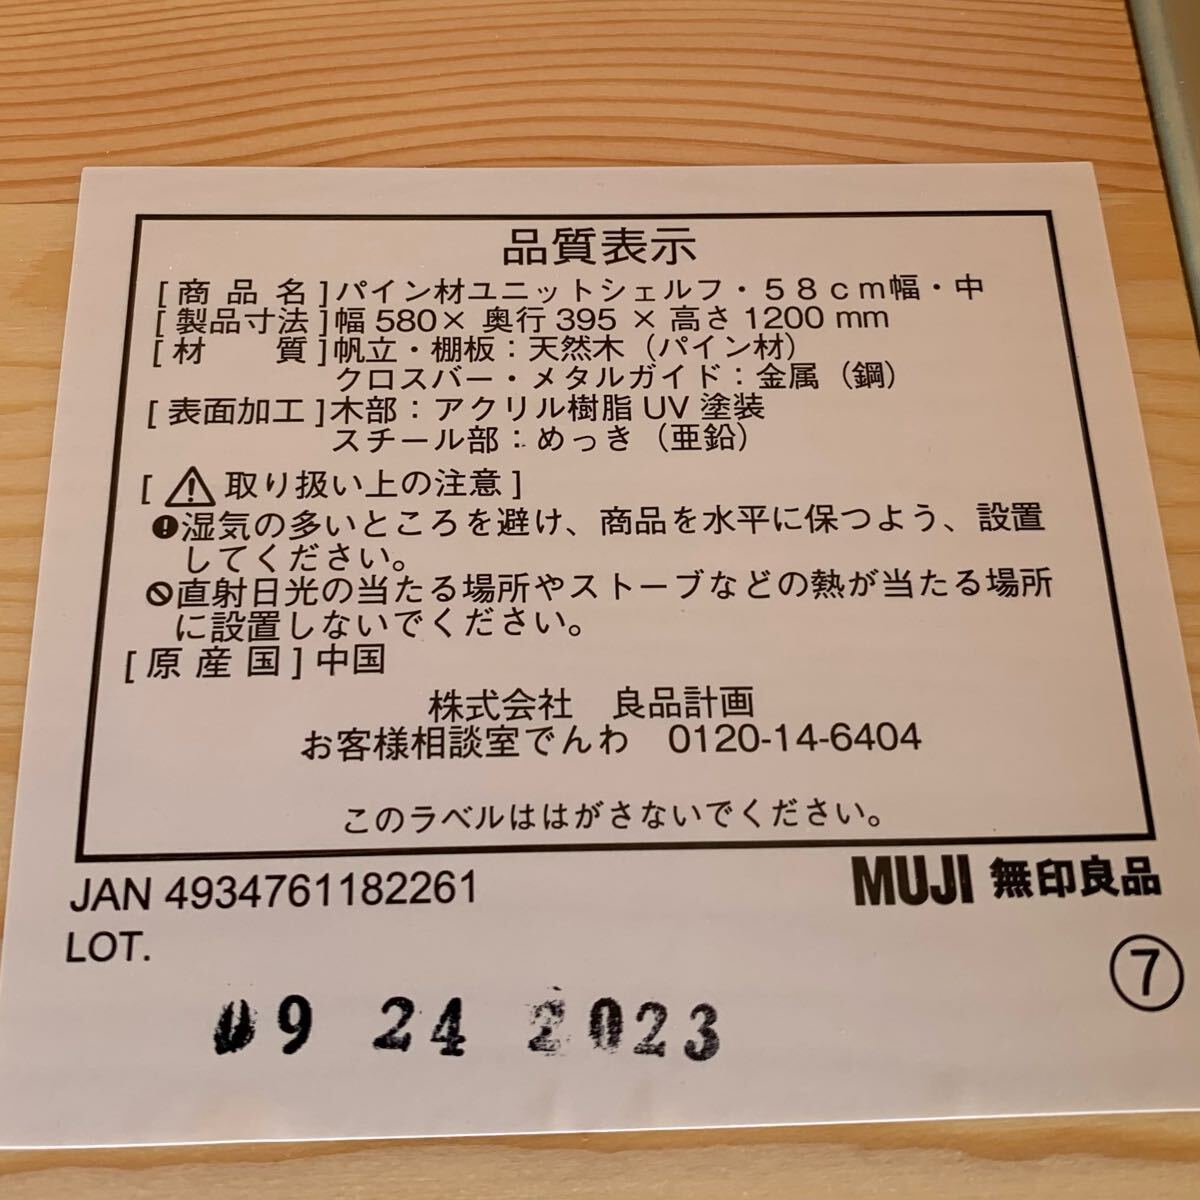 品質表示
[商品名]パイン材ユニットシェルフ・58cm幅・中
[製品寸法]幅 580× 奥行 395 × 高さ 1200 mm
[材質]帆立・棚板：天然木（パイン材）
クロスバー・メタルガイド：金属（鋼）
[表面加工]木部：アクリル樹脂 UV 塗装
スチール部：めっき（亜鉛）
[⚠取り扱い上の注意]
湿気の多いところを避け、商品を水平に保つよう、設置
してください。
直射日光の当たる場所やストーブなどの熱が当たる場所
に設置しないでください。
[原産国]中国
株式会社　良品計画
お客様相談室でんわ　0120-14-6404
このラベルははがさないでください。
JAN 4934761182261
MUJI 無印良品
LOT.
⑦
09 24 2023